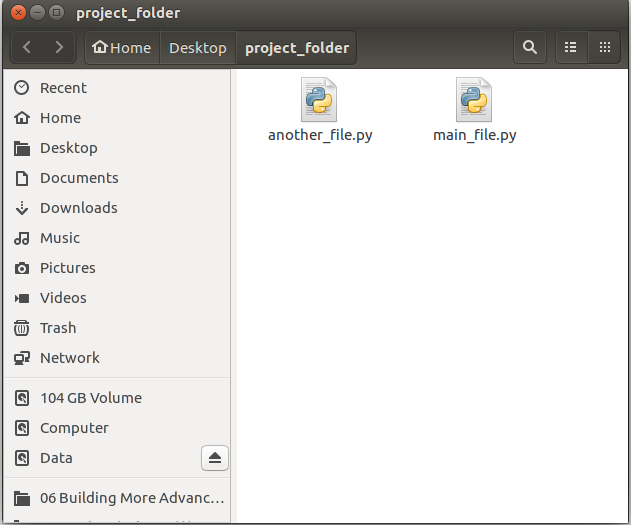 project_folder
Home Desktop project_folder
Recent
Home
Desktop
Documents
Downloads
Music
Pictures
Videos
Trash
Network
104 GB Volume
Computer
Data
06 Building More Advanc...
another_file.py
main_file.py